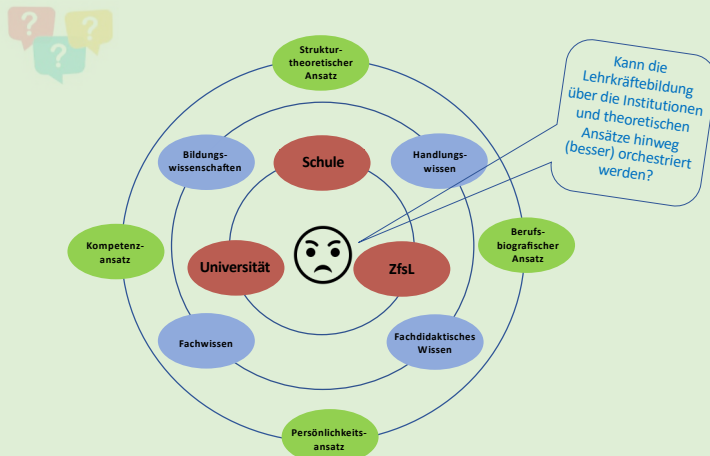 ?
?
?
Struktur-
theoretischer
Ansatz
Kann die
Lehrkräftebildung
über die Institutionen
und theoretischen
Ansätze hinweg
(besser) orchestriert
werden?
Bildungs-
wissenschaften
Schule
Handlungs-
wissen
Kompetenz-
ansatz
Universität
ZfsL
Berufs-
biografischer
Ansatz
Fachwissen
Fachdidaktisches
Wissen
Persönlichkeits-
ansatz